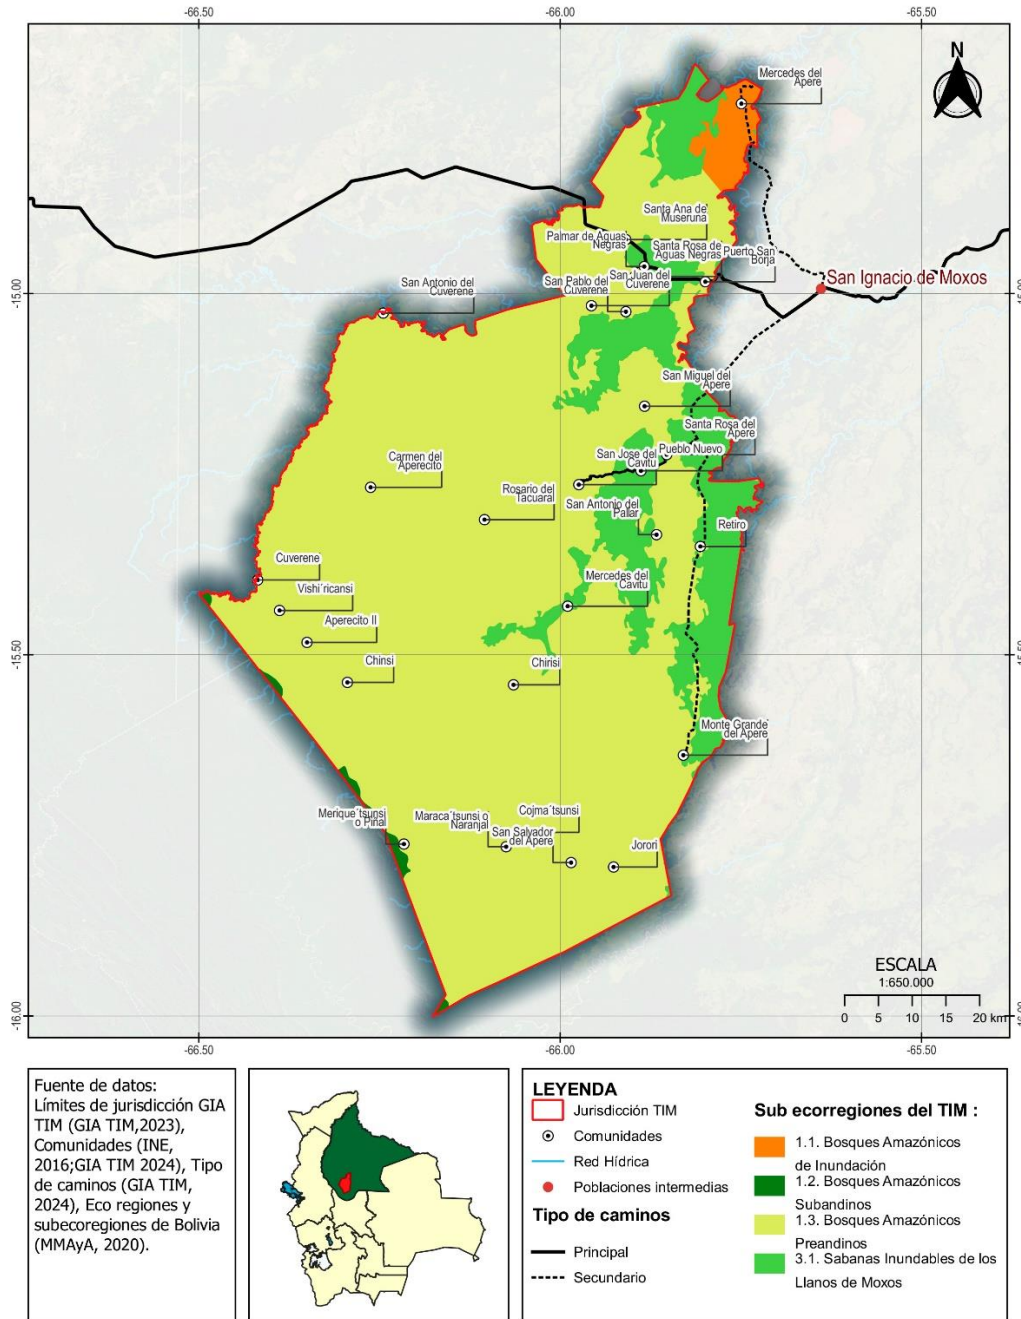 -66.50
-66.00
-65.50
N
Mercedes del
Apere
Santa Ana de
Museruna
Palmar de Aguas
Negras
Santa Rosa de
Aguas Negras
Puerto San
Borja
San Ignacio de Moxos
San Antonio del
Cuverene
San Pablo del
Cuverene
San Juan del
Cuverene
-15.00
-15.00
San Miguel del
Apere
Santa Rosa del
Apere
Pueblo Nuevo
San Jose del
Cavitu
Carmen del
Aperecito
Rosario del
Tacuaral
San Antonio del
Pallar
Retiro
Cuverene
Vishi´ricansi
Mercedes del
Cavitu
Aperecito II
Chinsi
Chirisi
-15.50
-15.50
Monte Grande
del Apere
Merique´tsunsi
o Piñal
Maraca´tsunsi o
Naranjal
Cojma´tsunsi
San Salvador
del Apere
Jorori
ESCALA
1:650.000
0 5 10 15 20 km
-16.00
-16.00
-66.50
-66.00
-65.50
Fuente de datos:
Límites de jurisdicción GIA
TIM (GIA TIM,2023),
Comunidades (INE,
2016;GIA TIM 2024), Tipo
de caminos (GIA TIM,
2024), Eco regiones y
subecoregiones de Bolivia
(MMAyA, 2020).
LEYENDA
Jurisdicción TIM
Comunidades
Red Hídrica
Poblaciones intermedias
Tipo de caminos
Principal
Secundario
Sub ecorregiones del TIM :
1.1. Bosques Amazónicos
de Inundación
1.2. Bosques Amazónicos
Subandinos
1.3. Bosques Amazónicos
Preandinos
3.1. Sabanas Inundables de los
Llanos de Moxos